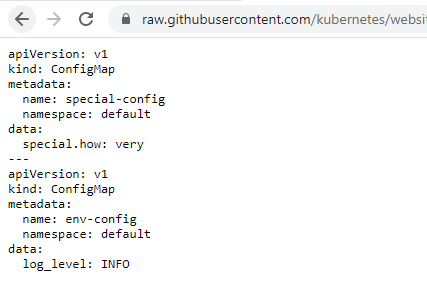 raw.githubusercontent.com/kubernetes/websi
apiVersion: v1
kind: ConfigMap
metadata:
  name: special-config
  namespace: default
data:
  special.how: very
---
apiVersion: v1
kind: ConfigMap
metadata:
  name: env-config
  namespace: default
data:
  log_level: INFO